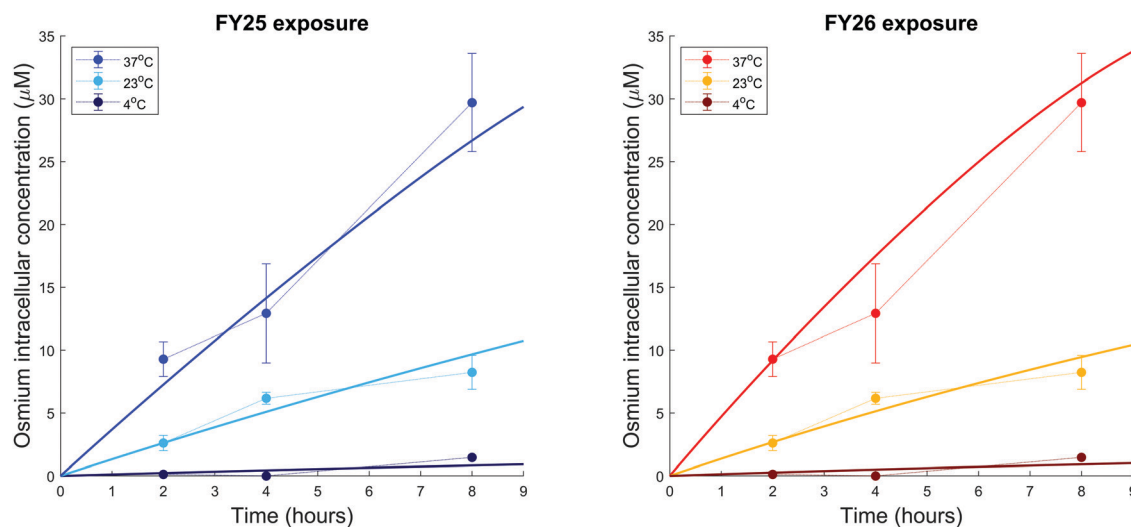 FY25 exposure
Osmium intracellular concentration (μM)
35
30
25
20
15
10
5
0
37°C
23°C
4°C
0 1 2 3 4 5 6 7 8 9
Time (hours)
FY26 exposure
Osmium intracellular concentration (μM)
35
30
25
20
15
10
5
0
37°C
23°C
4°C
0 1 2 3 4 5 6 7 8 9
Time (hours)